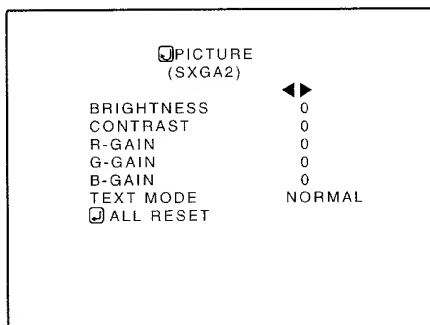 PICTURE
(SXGA2)
BRIGHTNESS 0
CONTRAST 0
R-GAIN 0
G-GAIN 0
B-GAIN 0
TEXT MODE NORMAL
ALL RESET